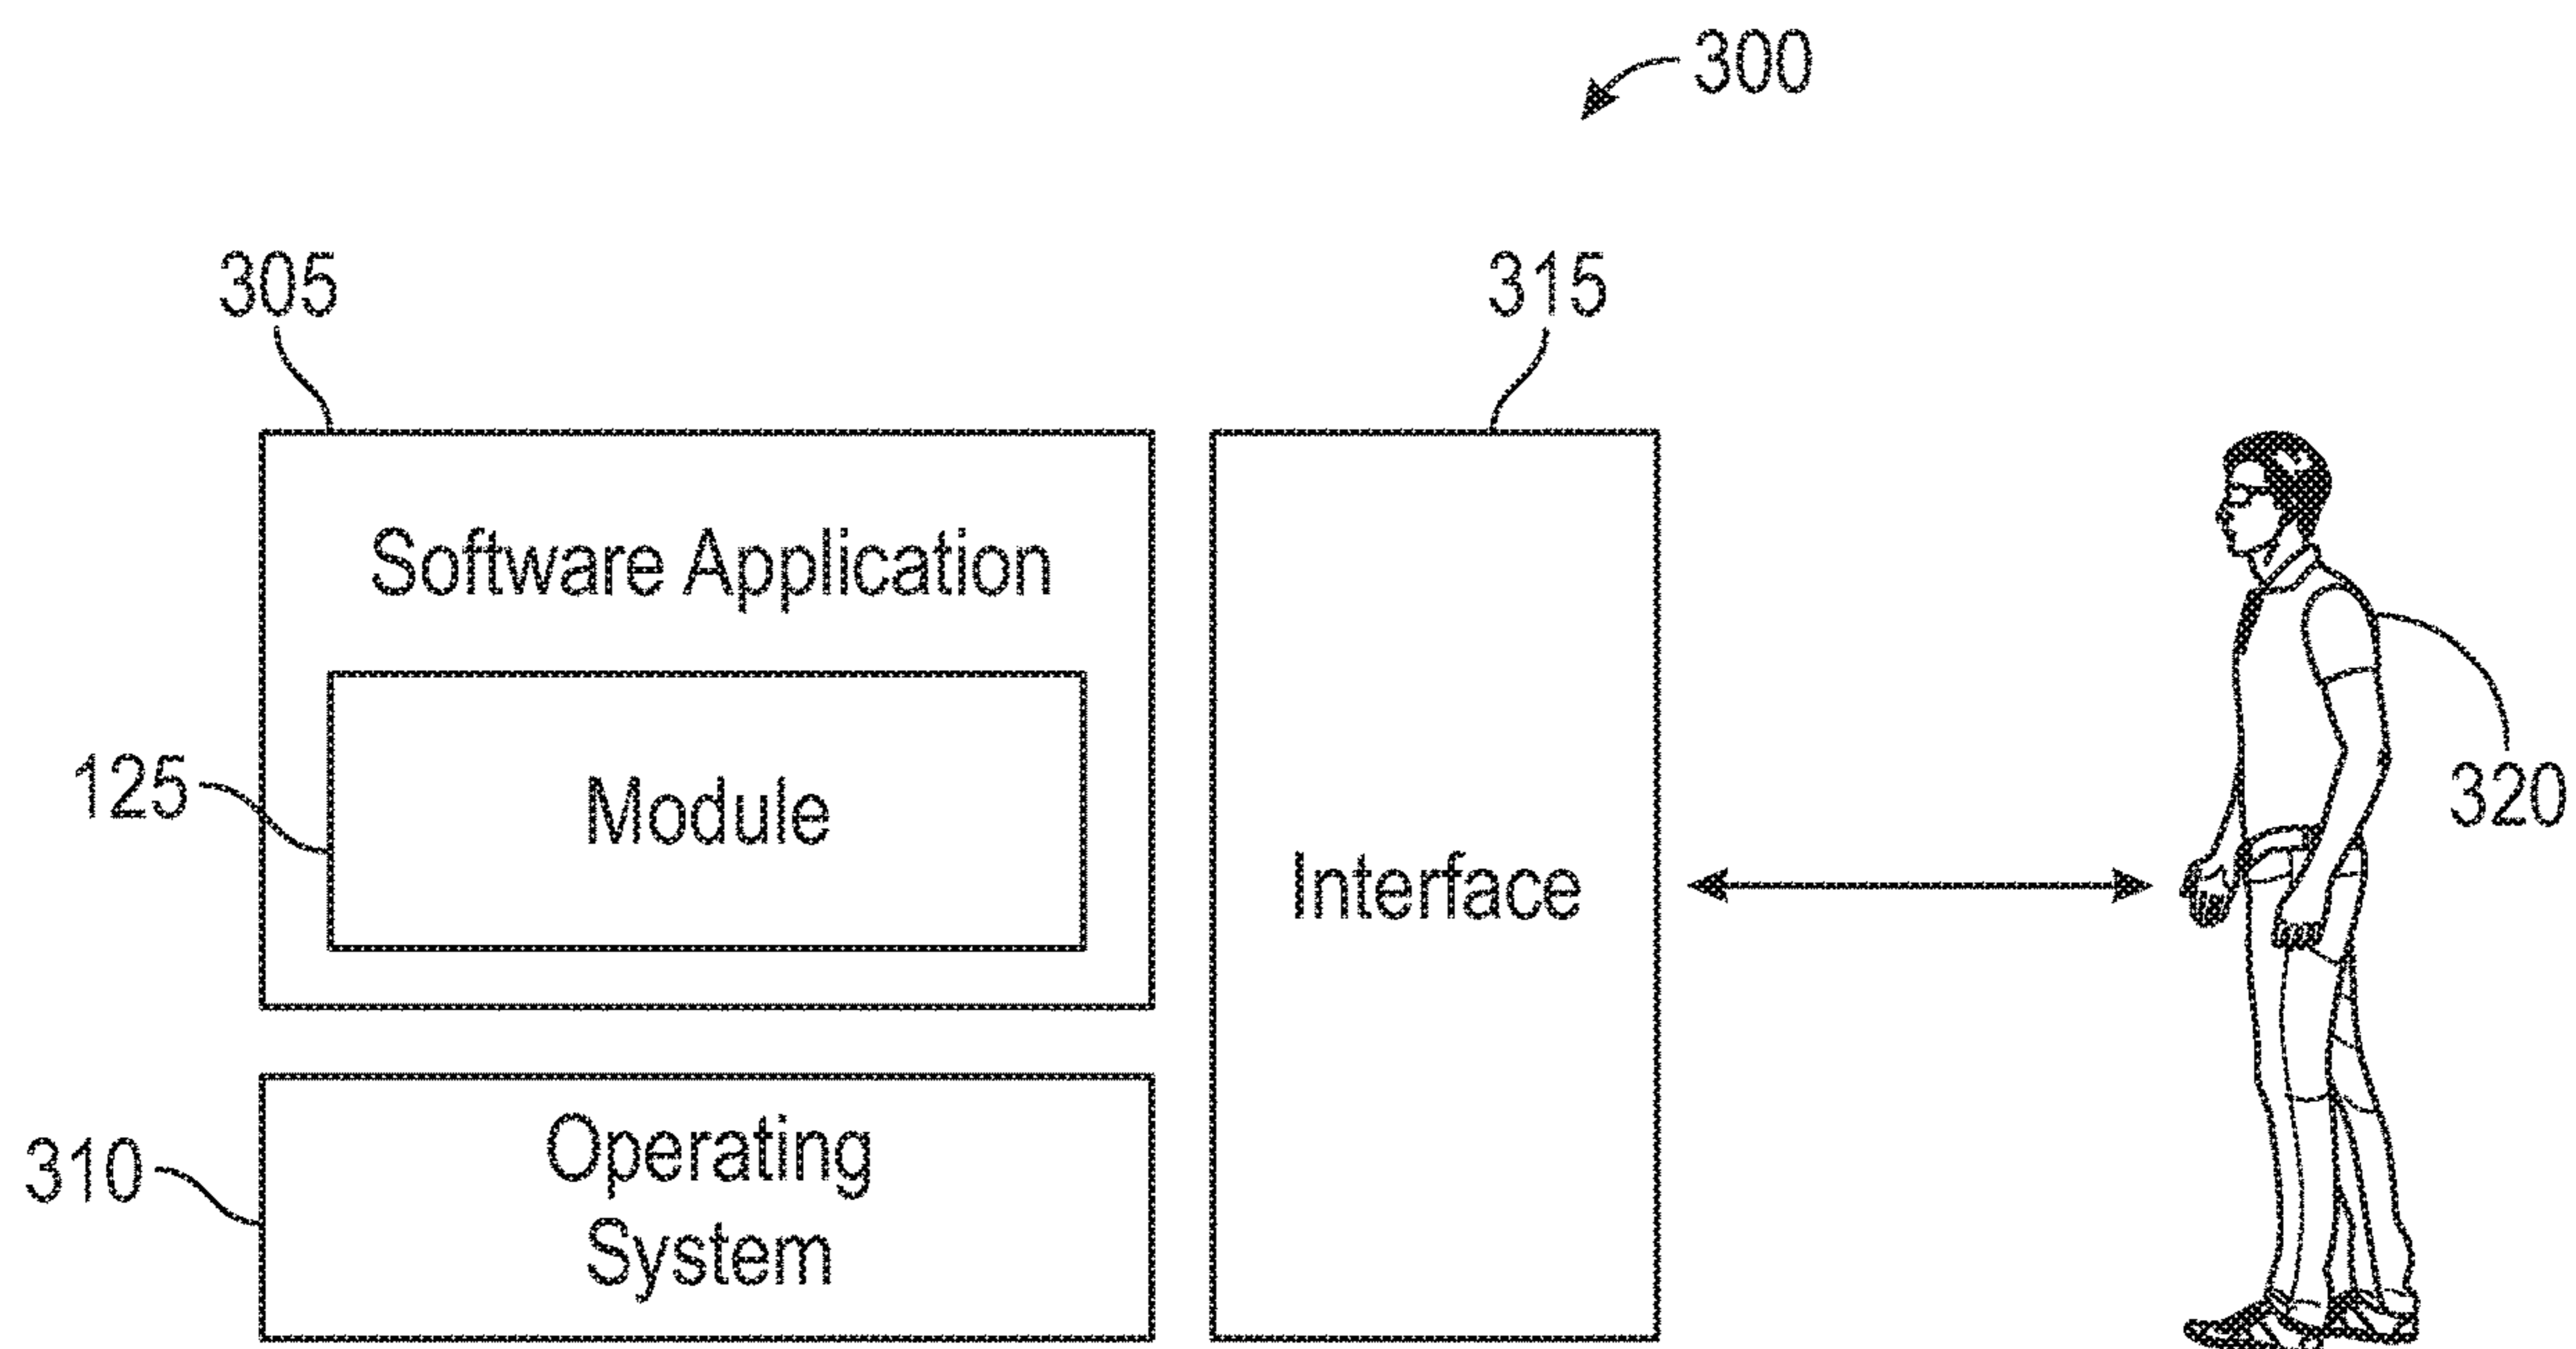 300
305
315
Software Application
125
Module
320
Interface
310
Operating
System